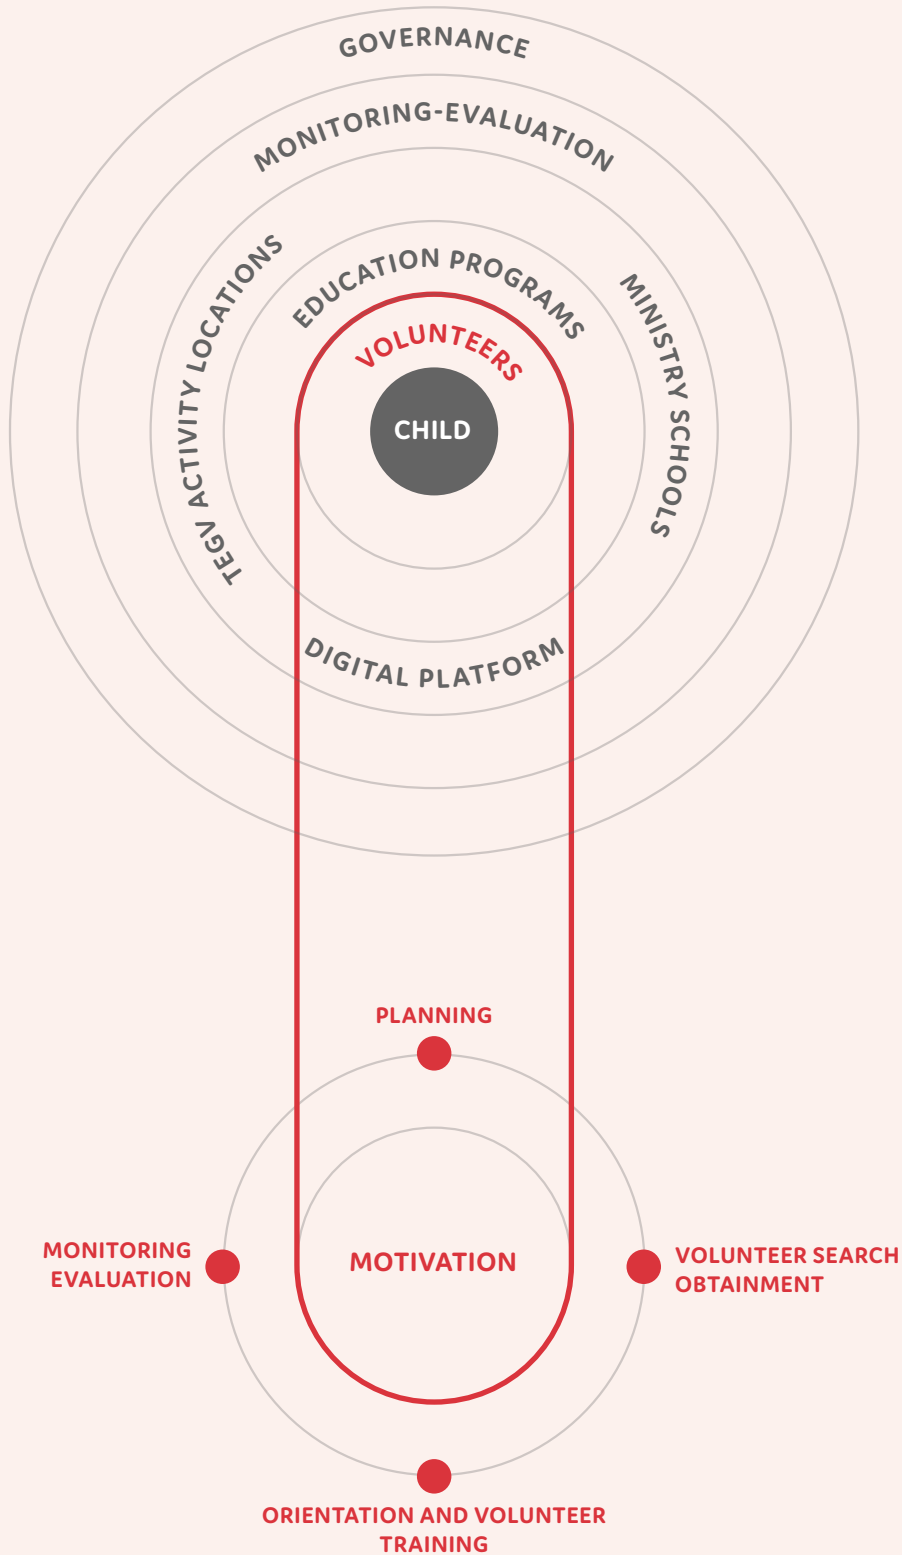 GOVERNANCE
MONITORING-EVALUATION
TEGV ACTIVITY LOCATIONS
EDUCATION PROGRAMS
MINISTRY SCHOOLS
VOLUNTEERS
CHILD
DIGITAL PLATFORM
PLANNING
MONITORING
EVALUATION
MOTIVATION
VOLUNTEER SEARCH
OBTAINMENT
ORIENTATION AND VOLUNTEER
TRAINING